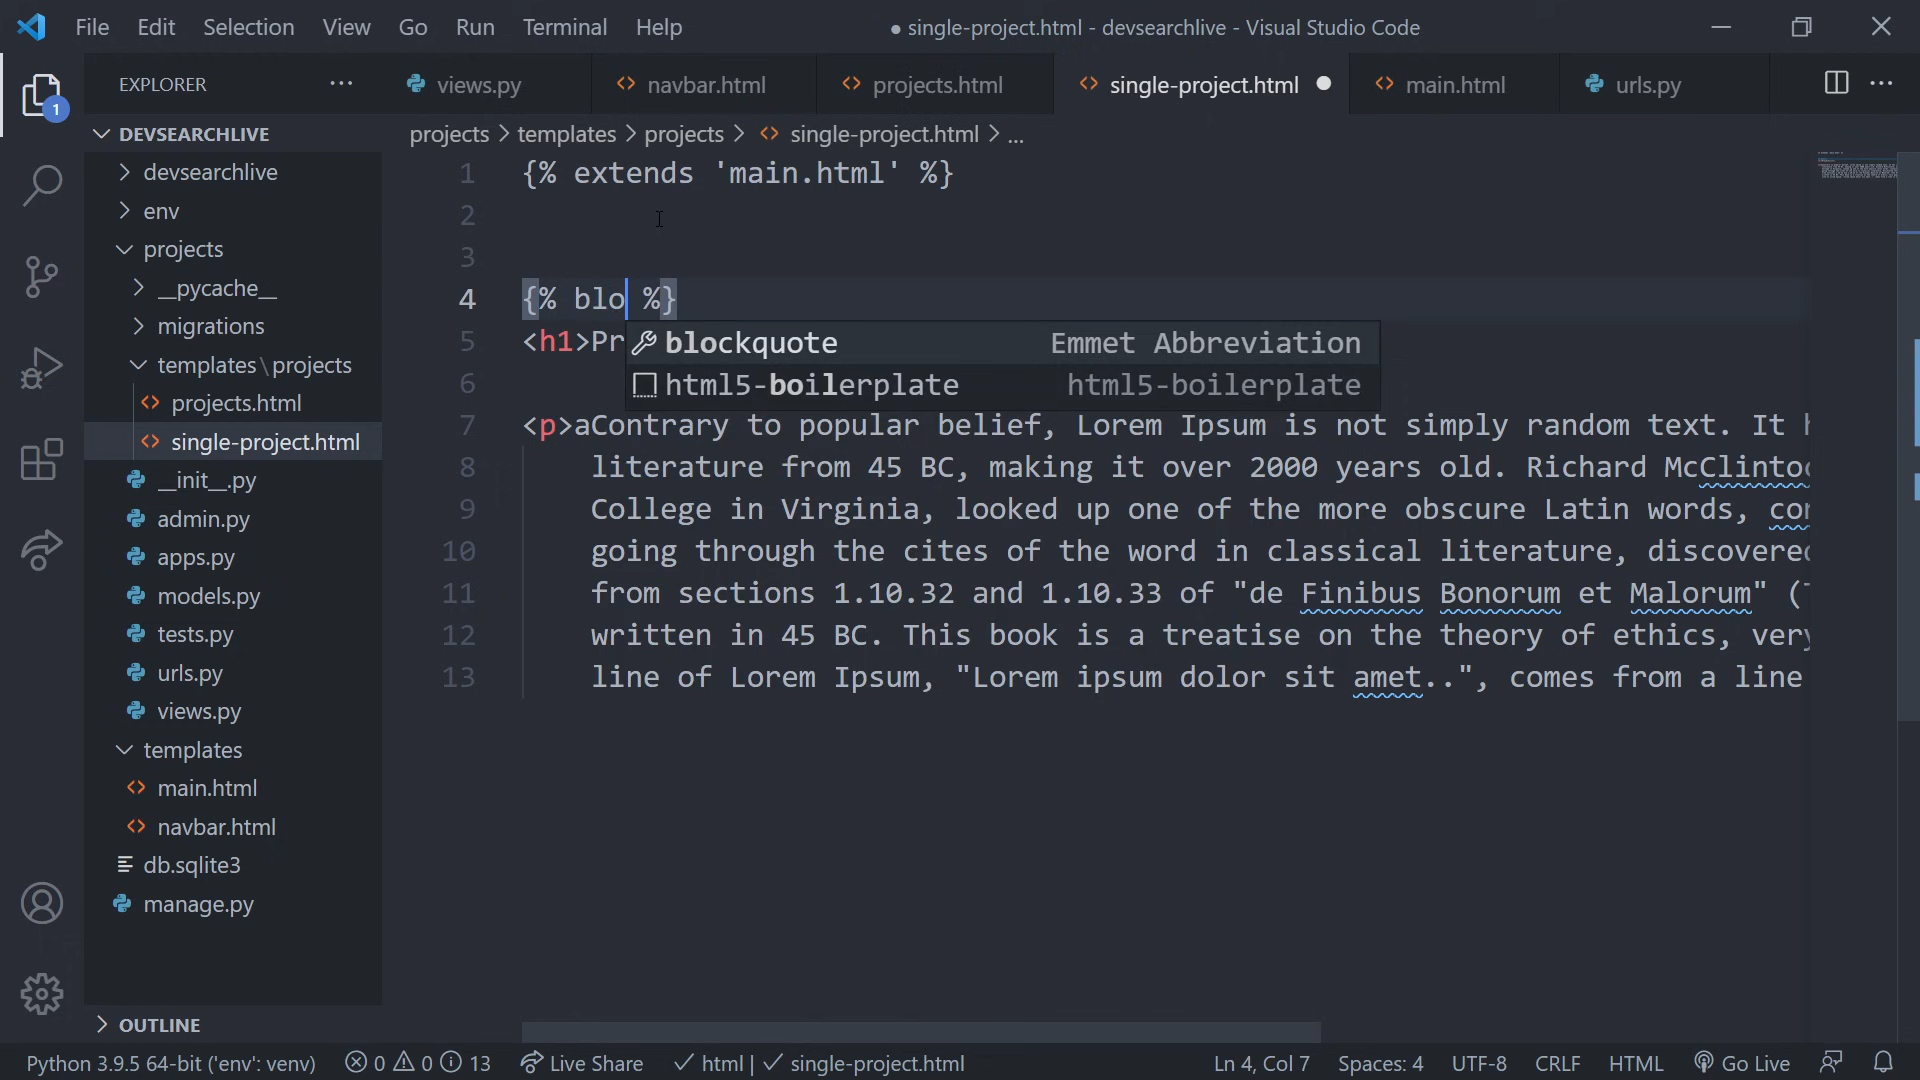 File Edit Selection View Go Run Terminal Help
● single-project.html - devsearchlive - Visual Studio Code
EXPLORER ···
views.py
navbar.html
projects.html
single-project.html
main.html
urls.py
1
DEVSEARCHLIVE
devsearchlive
env
projects
__pycache__
migrations
templates\projects
projects.html
single-project.html
__init__.py
admin.py
apps.py
models.py
tests.py
urls.py
views.py
templates
main.html
navbar.html
db.sqlite3
manage.py
OUTLINE
projects > templates > projects > single-project.html > ...
1 {% extends 'main.html' %}
2
3
4 {% blo %}
5 <h1>Pr
blockquote Emmet Abbreviation
html5-boilerplate html5-boilerplate
6
7 <p>aContrary to popular belief, Lorem Ipsum is not simply random text. It
8 literature from 45 BC, making it over 2000 years old. Richard
9 College in Virginia, looked up one of the more obscure Latin words,
10 going through the cites of the word in classical literature,
11 from sections 1.10.32 and 1.10.33 of "de Finibus Bonorum et Malorum"
12 written in 45 BC. This book is a treatise on the theory of ethics,
13 line of Lorem Ipsum, "Lorem ipsum dolor sit amet..", comes from a line
Python 3.9.5 64-bit ('env': venv) 0 0 13 Live Share html | single-project.html Ln 4, Col 7 Spaces: 4 UTF-8 CRLF HTML Go Live